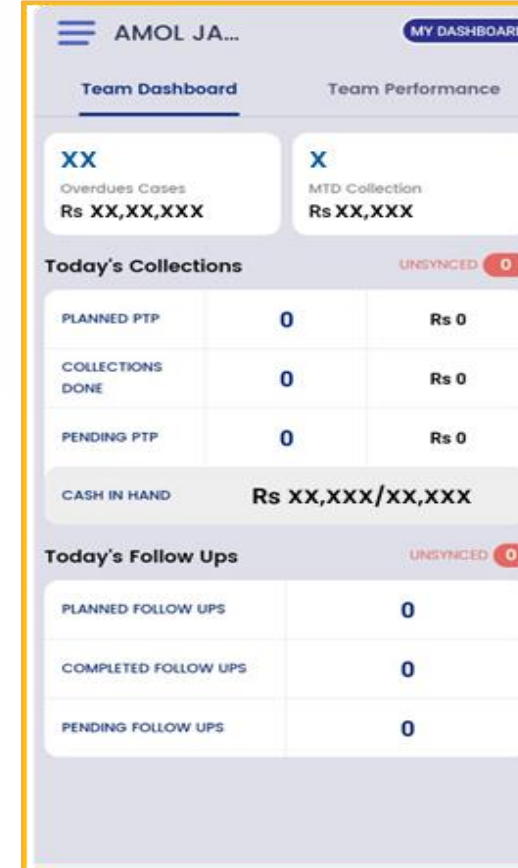 AMOL JA...
MY DASHBOARD
Team Dashboard
Team Performance
XX
Overdues Cases
Rs XX,XX,XXX
X
MTD Collection
Rs XX,XXX
Today's Collections
UNSYNCED 0
PLANNED PTP 0 Rs 0
COLLECTIONS
DONE 0 Rs 0
PENDING PTP 0 Rs 0
CASH IN HAND Rs XX,XXX/XX,XXX
Today's Follow Ups
UNSYNCED 0
PLANNED FOLLOW UPS 0
COMPLETED FOLLOW UPS 0
PENDING FOLLOW UPS 0